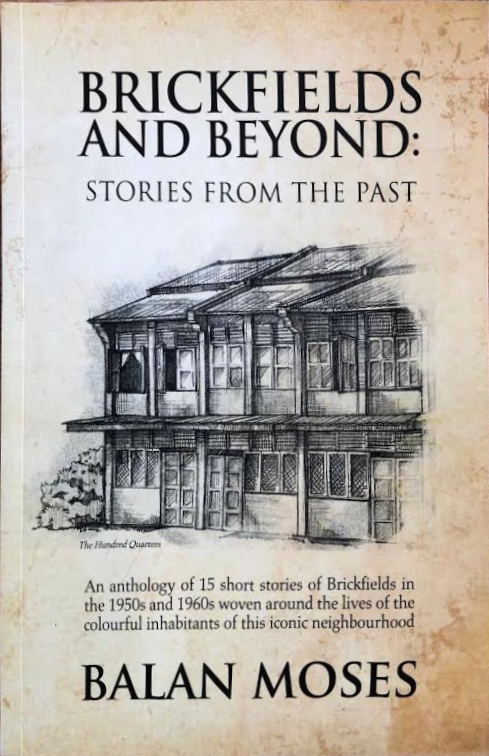 BRICKFIELDS
AND BEYOND:
STORIES FROM THE PAST
The Hundred Quarters
An anthology of 15 short stories of Brickfields in
the 1950s and 1960s woven around the lives of the
colourful inhabitants of this iconic neighbourhood
BALAN MOSES